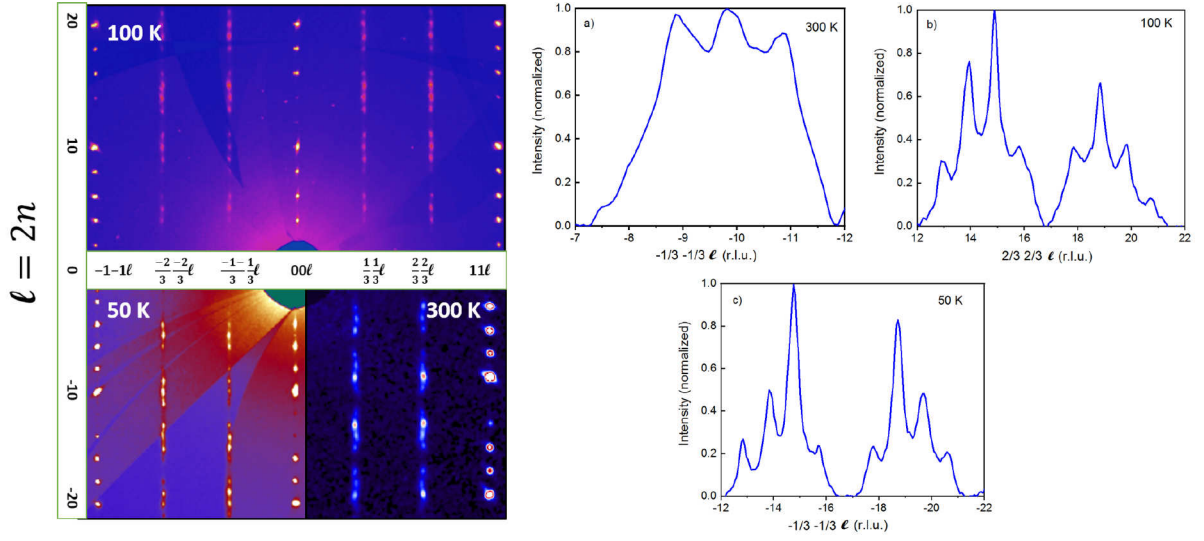 ℓ = 2n
20
10
0
-10
-20
100 K
-1-1ℓ
-2/3 -2/3 ℓ
-1/3 -1/3 ℓ
00ℓ
1/3 1/3 ℓ
2/3 2/3 ℓ
11ℓ
50 K
300 K
a)
300 K
Intensity (normalized)
1.0
0.8
0.6
0.4
0.2
0.0
-7 -8 -9 -10 -11 -12
-1/3 -1/3 ℓ (r.l.u.)
b)
100 K
Intensity (normalized)
1.0
0.8
0.6
0.4
0.2
0.0
12 14 16 18 20 22
2/3 2/3 ℓ (r.l.u.)
c)
50 K
Intensity (normalized)
1.0
0.8
0.6
0.4
0.2
0.0
-12 -14 -16 -18 -20 -22
-1/3 -1/3 ℓ (r.l.u.)